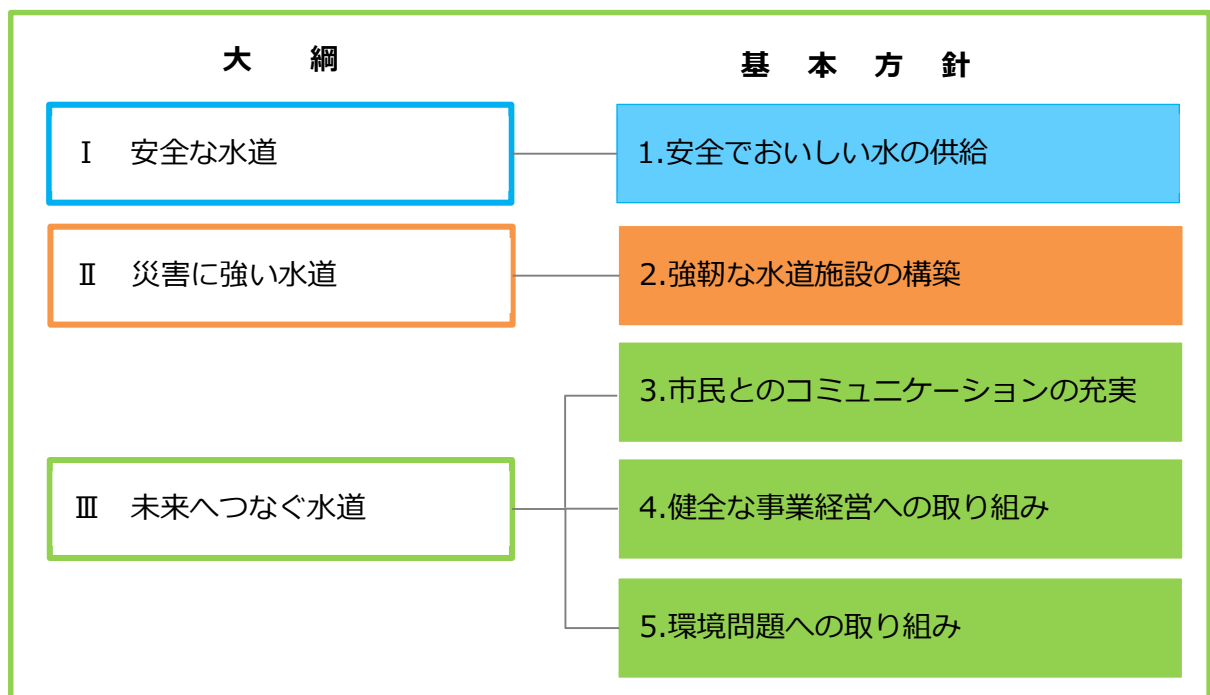 大　綱
基　本　方　針
Ⅰ　安全な水道
1.安全でおいしい水の供給
Ⅱ　災害に強い水道
2.強靭な水道施設の構築
3.市民とのコミュニケーションの充実
Ⅲ　未来へつなぐ水道
4.健全な事業経営への取り組み
5.環境問題への取り組み